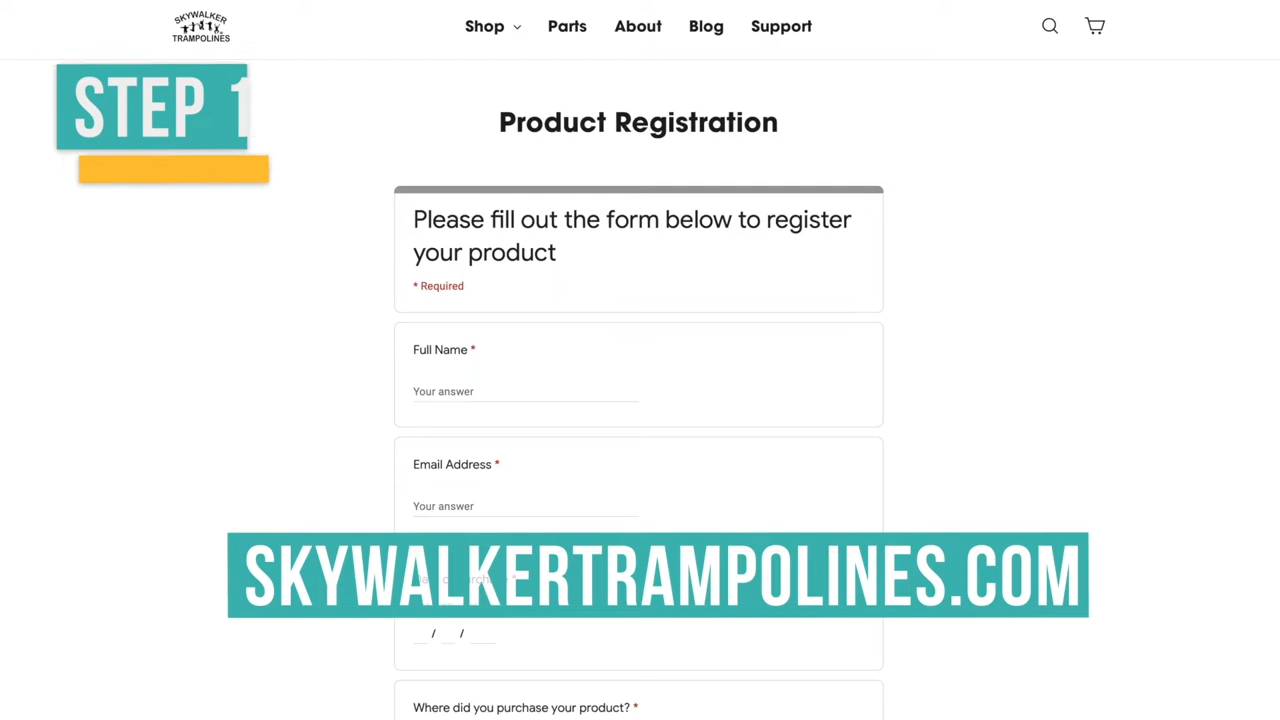 SKYWALKER
TRAMPOLINES
Shop Parts About Blog Support
STEP 1
Product Registration
Please fill out the form below to register
your product
* Required
Full Name *
Your answer
Email Address *
Your answer
SKYWALKERTRAMPOLINES.COM
/ /
Where did you purchase your product? *